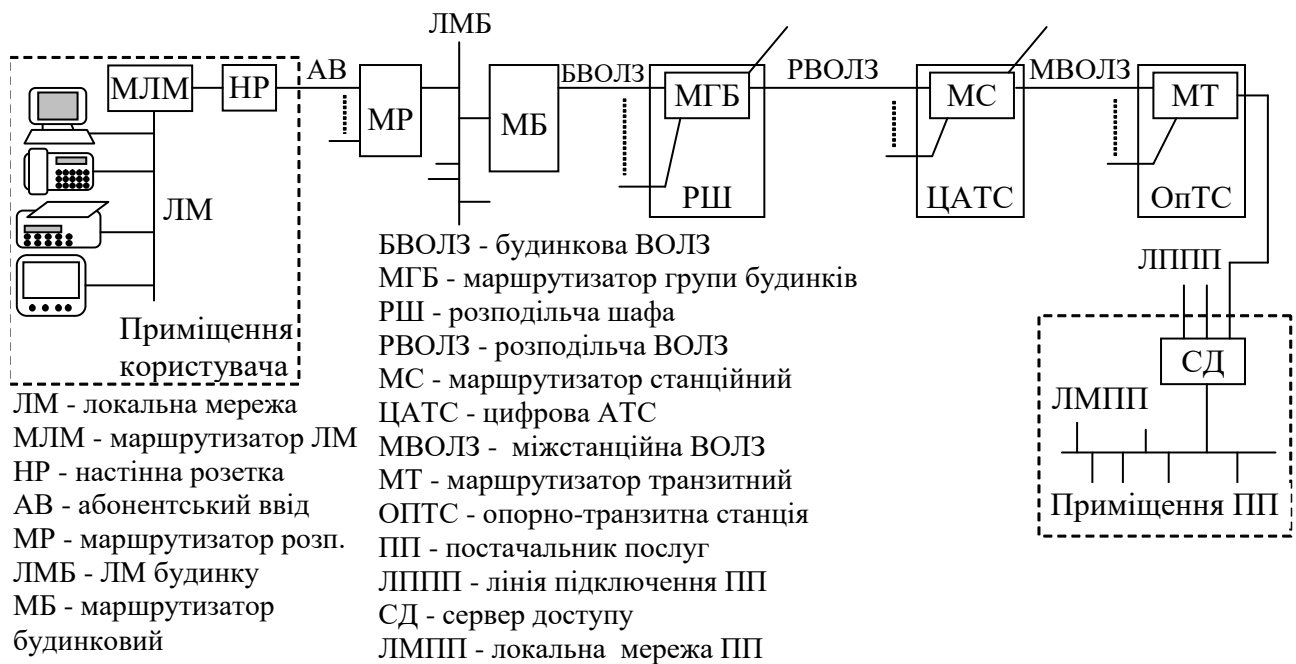 ЛМБ
МЛМ
НР
АВ
МР
МБ
БВОЛЗ
МГБ
РШ
РВОЛЗ
МС
ЦАТС
МВОЛЗ
МТ
ОпТС
ЛМ
Приміщення
користувача
ЛППП
СД
ЛМПП
Приміщення ПП
ЛМ - локальна мережа
МЛМ - маршрутизатор ЛМ
НР - настінна розетка
АВ - абонентський ввід
МР - маршрутизатор розп.
ЛМБ - ЛМ будинку
МБ - маршрутизатор
будинковий
БВОЛЗ - будинкова ВОЛЗ
МГБ - маршрутизатор групи будинків
РШ - розподільча шафа
РВОЛЗ - розподільча ВОЛЗ
МС - маршрутизатор станційний
ЦАТС - цифрова АТС
МВОЛЗ - міжстанційна ВОЛЗ
МТ - маршрутизатор транзитний
ОПТС - опорно-транзитна станція
ПП - постачальник послуг
ЛППП - лінія підключення ПП
СД - сервер доступу
ЛМПП - локальна мережа ПП